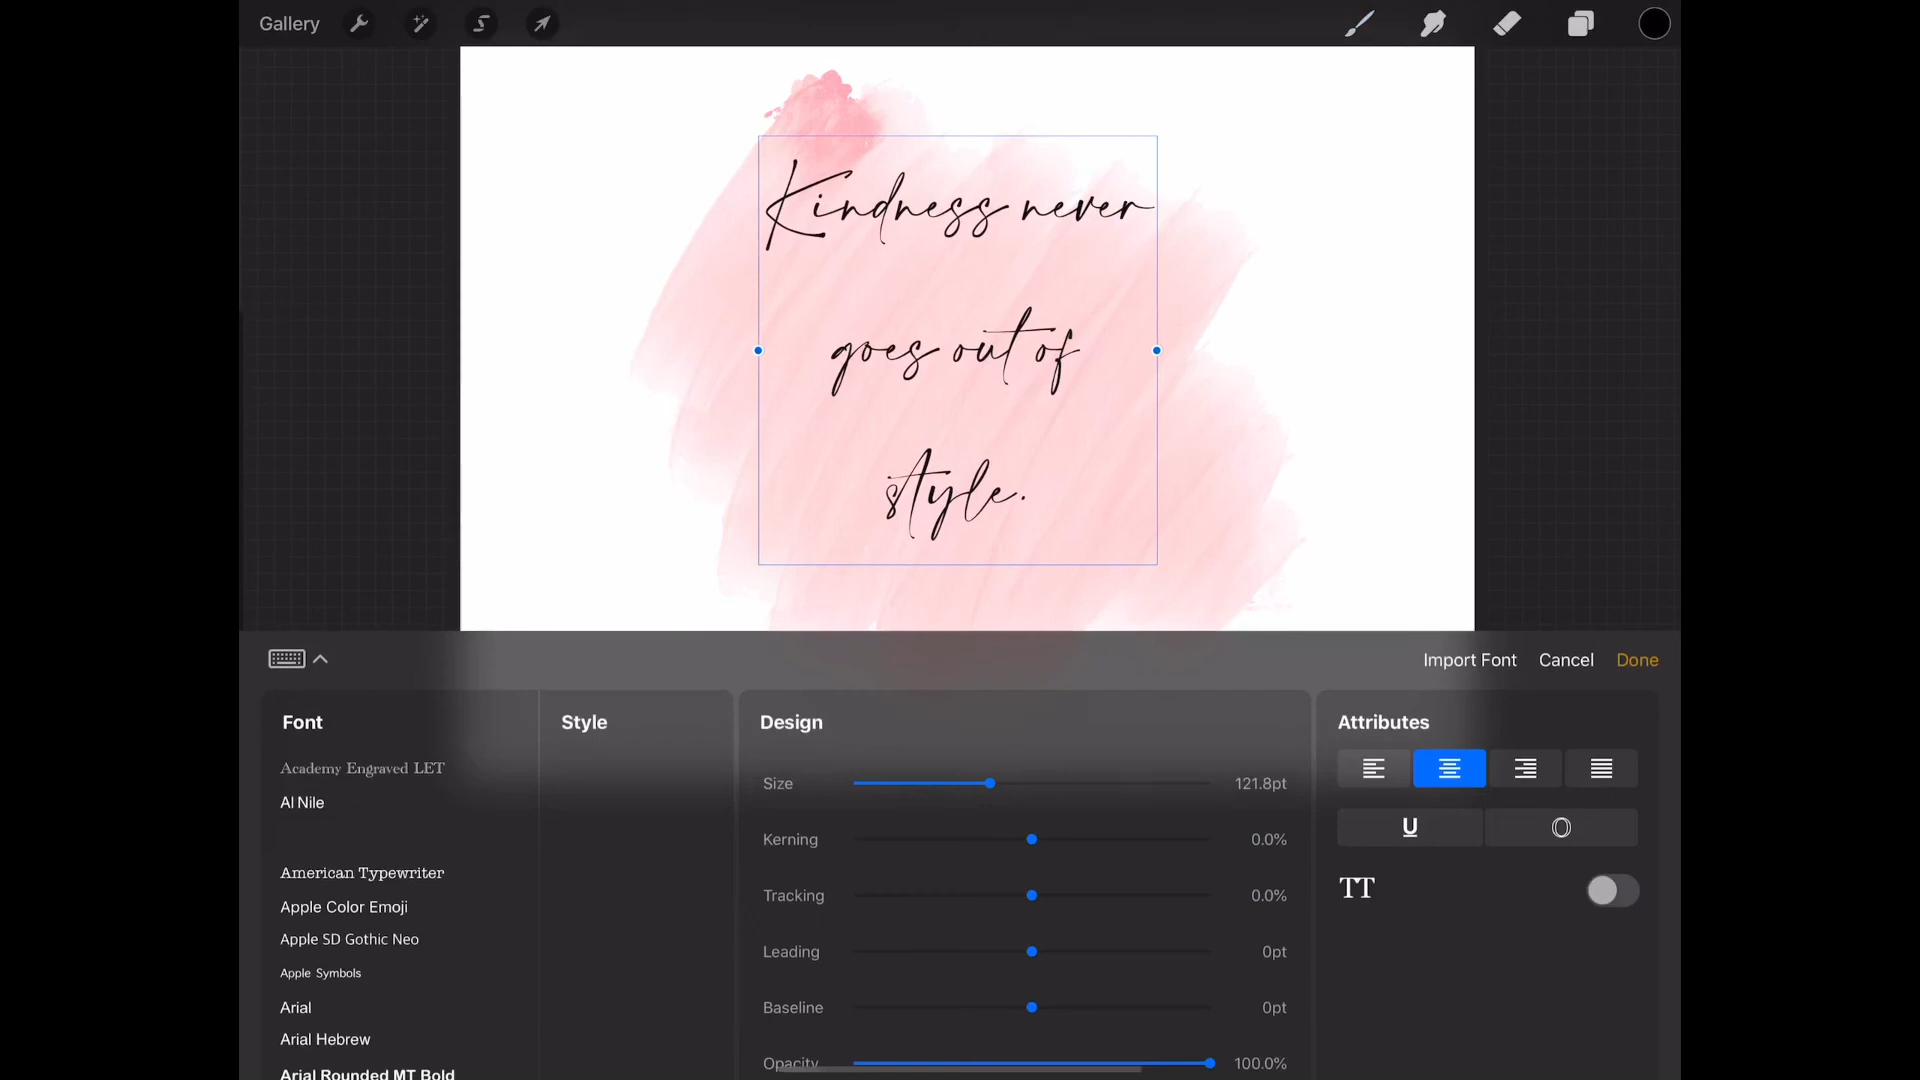 Gallery
Kindness never
goes out of
style.
Import Font Cancel Done
Font
Academy Engraved LET
Al Nile
American Typewriter
Apple Color Emoji
Apple SD Gothic Neo
Apple Symbols
Arial
Arial Hebrew
Arial Rounded MT Bold
Style
Design
Size 121.8pt
Kerning 0.0%
Tracking 0.0%
Leading 0pt
Baseline 0pt
Opacity 100.0%
Attributes
U O
TT